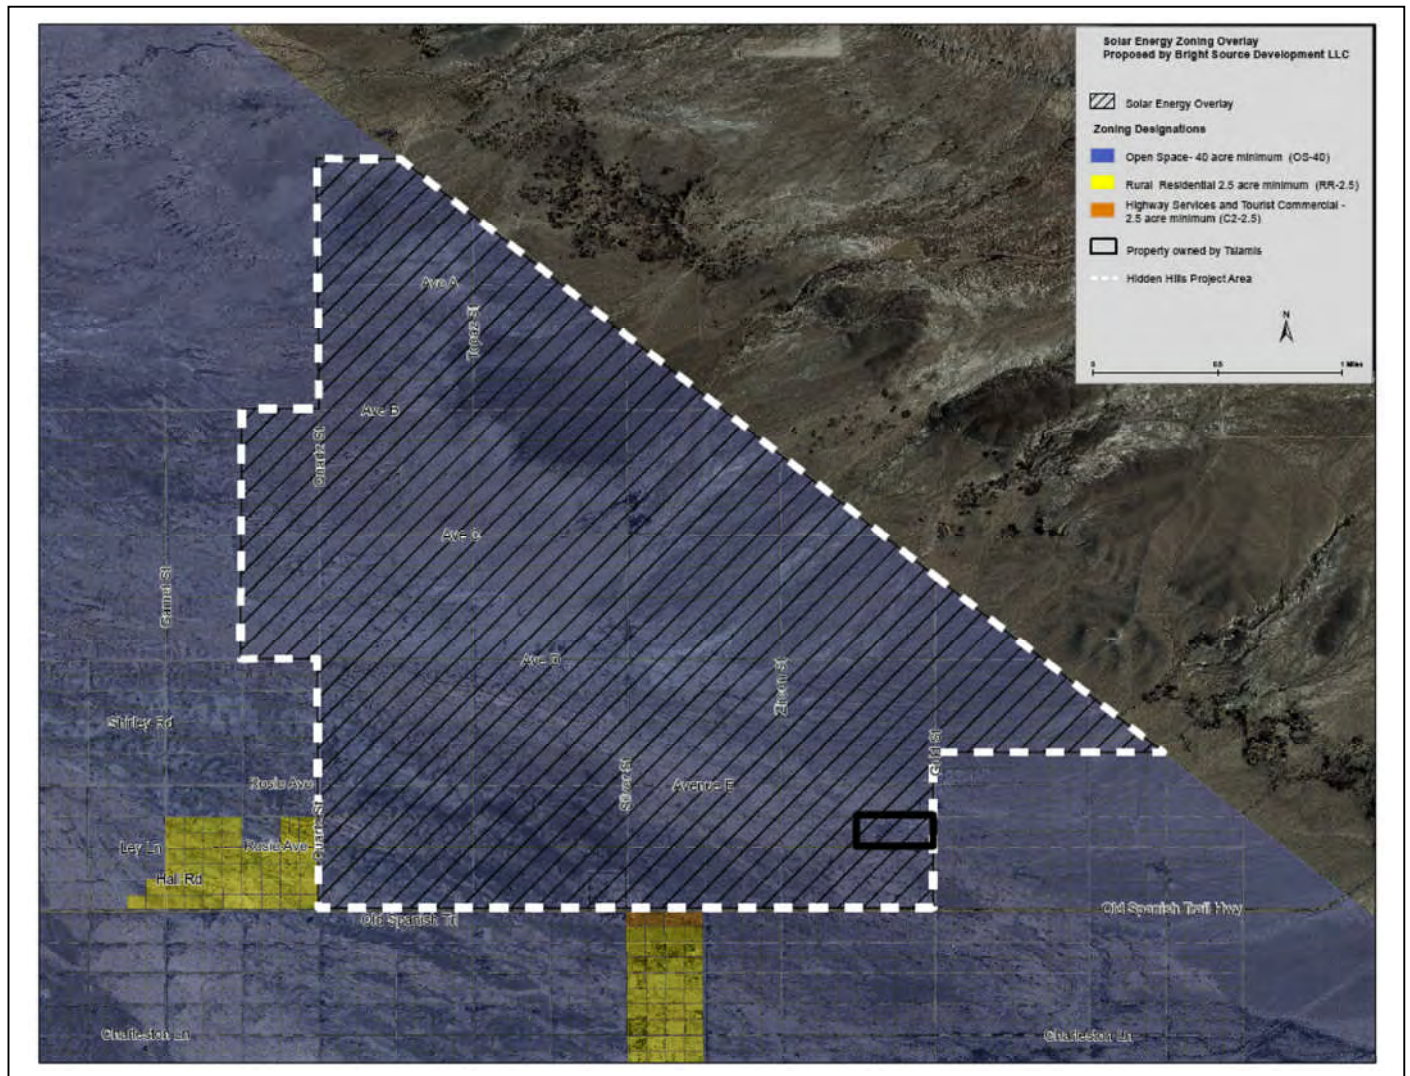 Solar Energy Zoning Overlay
Proposed by Bright Source Development LLC
Solar Energy Overlay
Zoning Designations
Open Space- 40 acre minimum (OS-40)
Rural Residential 2.5 acre minimum (RR-2.5)
Highway Services and Tourist Commercial -
2.5 acre minimum (C2-2.5)
Property owned by Tsiamis
Hidden Hills Project Area
N
0 0.5 1 Miles
Ave A
Topaz St
Ave B
Quartz St
Ave C
Garnet St
Ave D
Zircon St
Shirley Rd
Gold St
Rosie Ave
Silver St
Avenue E
Quartz St
Ley Ln
Rosie Ave
Hall Rd
Old Spanish Trl
Old Spanish Trail Hwy
Charleston Ln
Charleston Ln